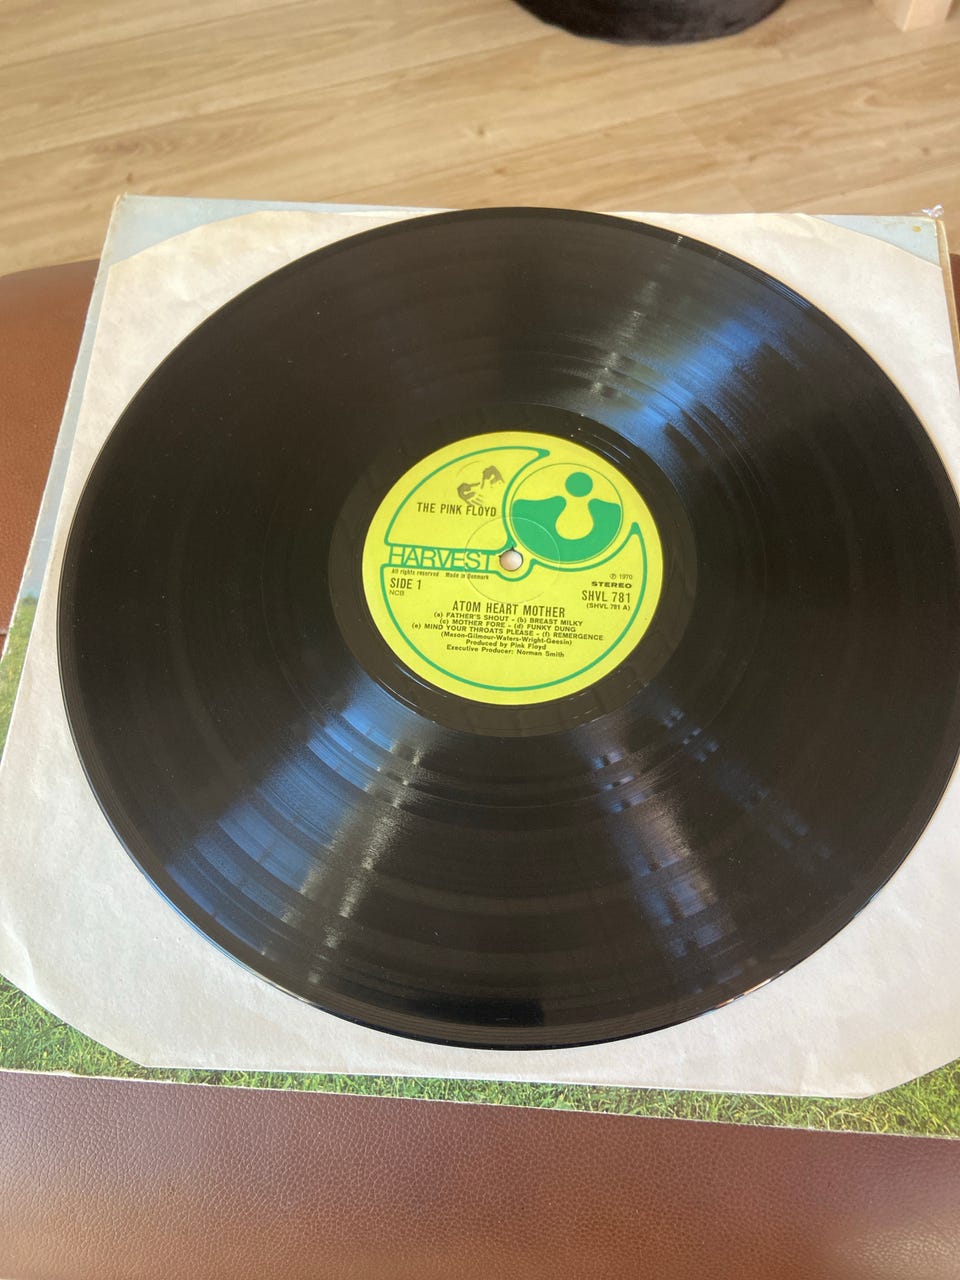 THE PINK FLOYD
HARVEST
All rights reserved Made in Denmark
SIDE 1
NCB
℗ 1970
STEREO
SHVL 781
(SHVL 781 A)
ATOM HEART MOTHER
(a) FATHER'S SHOUT - (b) BREAST MILKY
(c) MOTHER FORE - (d) FUNKY DUNG
(e) MIND YOUR THROATS PLEASE - (f) REMERGENCE
(Mason-Gilmour-Waters-Wright-Geesin)
Produced by Pink Floyd
Executive Producer: Norman Smith